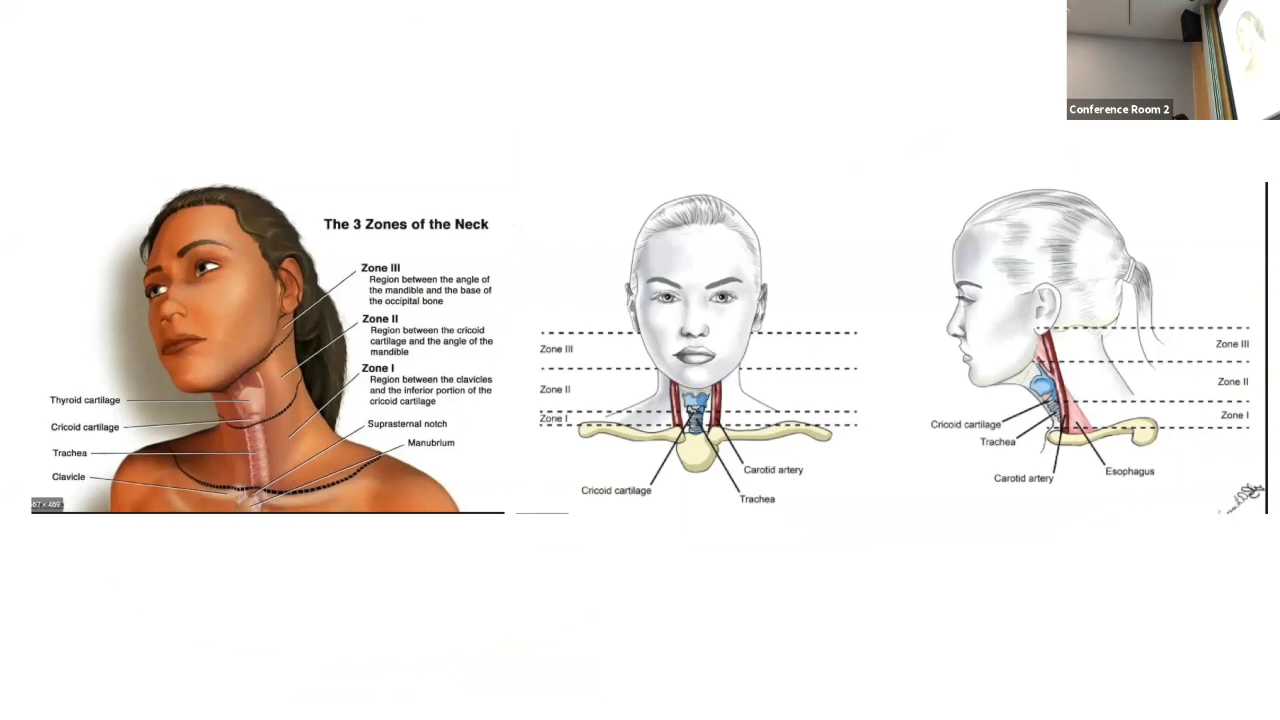 Conference Room 2
The 3 Zones of the Neck
Zone III
Region between the angle of
the mandible and the base of
the occipital bone
Zone II
Region between the cricoid
cartilage and the angle of the
mandible
Zone I
Region between the clavicles
and the inferior portion of the
cricoid cartilage
Suprasternal notch
Manubrium
Thyroid cartilage
Cricoid cartilage
Trachea
Clavicle
67 × 469
Zone III
Zone II
Zone I
Cricoid cartilage
Carotid artery
Trachea
Zone III
Zone II
Zone I
Cricoid cartilage
Trachea
Carotid artery
Esophagus